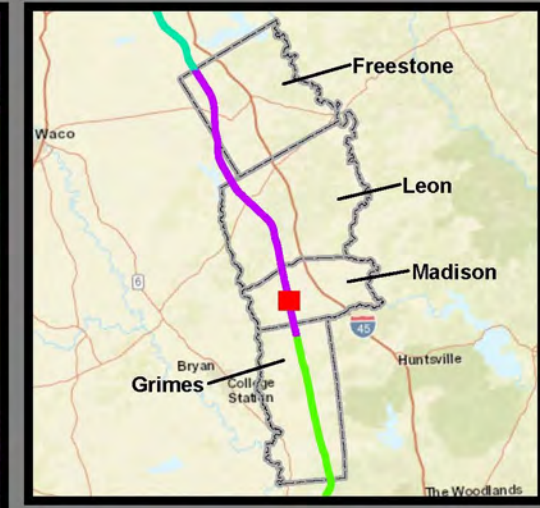 Freestone
Waco
Leon
Madison
6
45
Huntsville
Bryan
Grimes
College
Station
The Woodlands